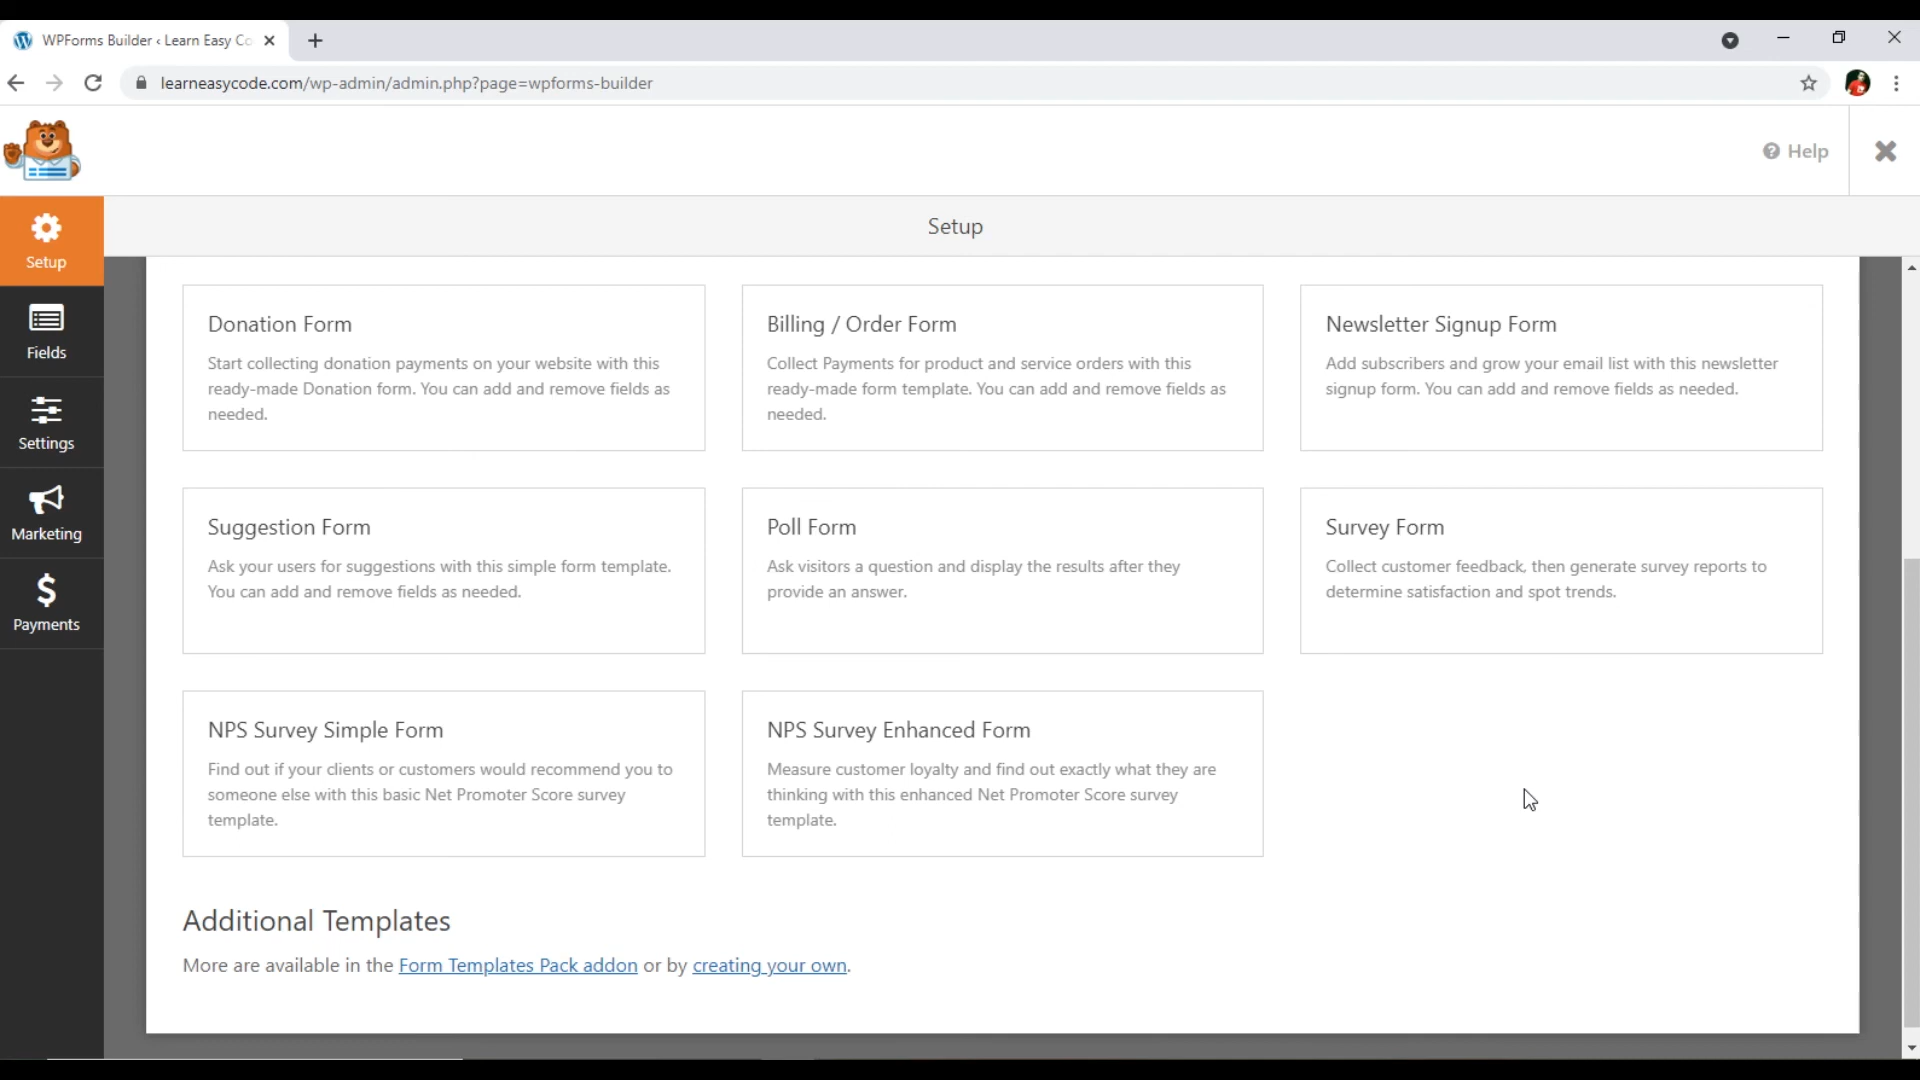 WPForms Builder ‹ Learn Easy Co
learneasycode.com/wp-admin/admin.php?page=wpforms-builder
Help
Setup
Setup
Fields
Settings
Marketing
Payments
Donation Form
Start collecting donation payments on your website with this
ready-made Donation form. You can add and remove fields as
needed.
Billing / Order Form
Collect Payments for product and service orders with this
ready-made form template. You can add and remove fields as
needed.
Newsletter Signup Form
Add subscribers and grow your email list with this newsletter
signup form. You can add and remove fields as needed.
Suggestion Form
Ask your users for suggestions with this simple form template.
You can add and remove fields as needed.
Poll Form
Ask visitors a question and display the results after they
provide an answer.
Survey Form
Collect customer feedback, then generate survey reports to
determine satisfaction and spot trends.
NPS Survey Simple Form
Find out if your clients or customers would recommend you to
someone else with this basic Net Promoter Score survey
template.
NPS Survey Enhanced Form
Measure customer loyalty and find out exactly what they are
thinking with this enhanced Net Promoter Score survey
template.
Additional Templates
More are available in the Form Templates Pack addon or by creating your own.